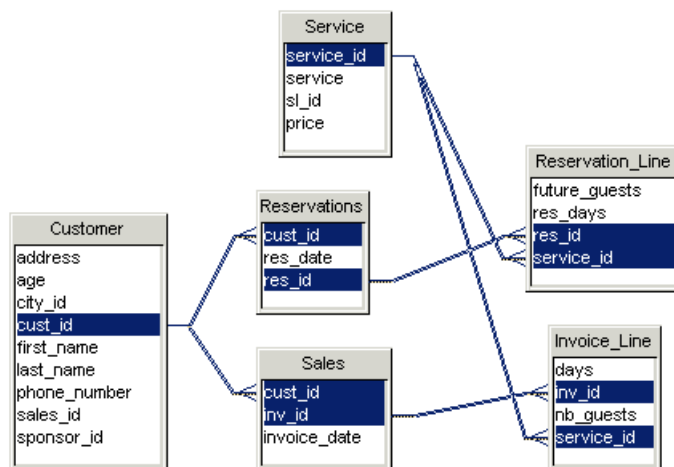 Service
service_id
service
sl_id
price
Reservation_Line
future_guests
res_days
res_id
service_id
Reservations
cust_id
res_date
res_id
Customer
address
age
city_id
cust_id
first_name
last_name
phone_number
sales_id
sponsor_id
Sales
cust_id
inv_id
invoice_date
Invoice_Line
days
inv_id
nb_guests
service_id